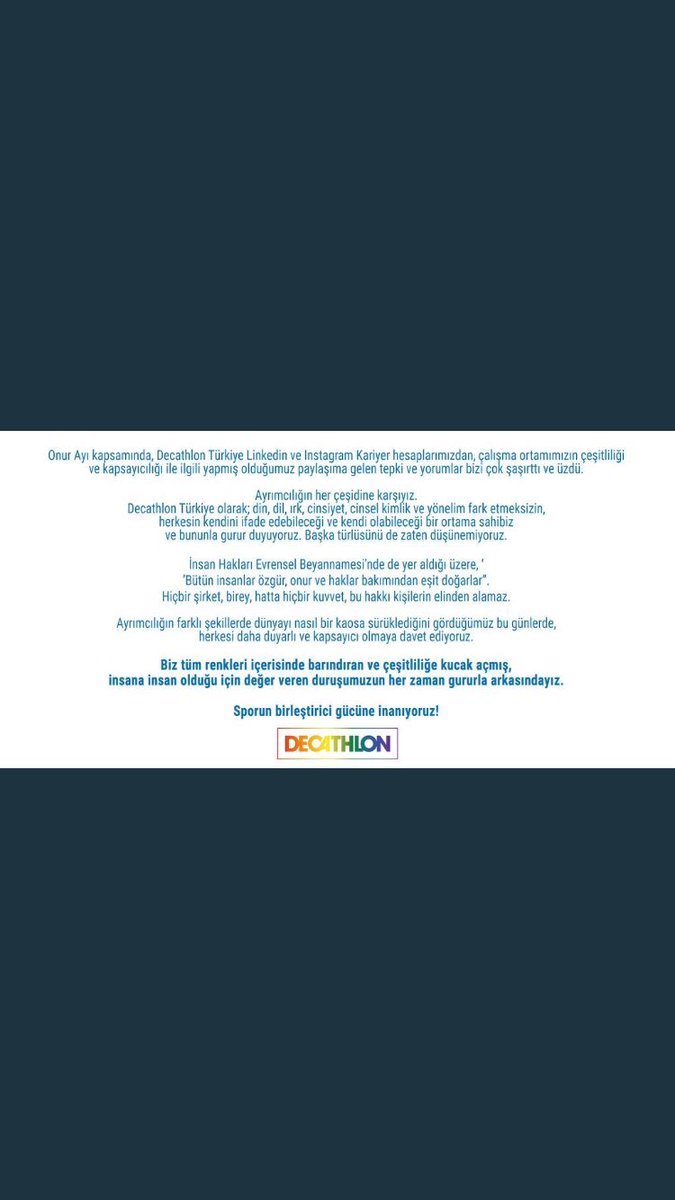 Onur Ayı kapsamında, Decathlon Türkiye Linkedin ve Instagram Kariyer hesaplarımızdan, çalışma ortamımızın çeşitliliği
ve kapsayıcılığı ile ilgili yapmış olduğumuz paylaşıma gelen tepki ve yorumlar bizi çok şaşırttı ve üzdü.
Ayrımcılığın her çeşidine karşıyız.
Decathlon Türkiye olarak; din, dil, ırk, cinsiyet, cinsel kimlik ve yönelim fark etmeksizin,
herkesin kendini ifade edebileceği ve kendi olabileceği bir ortama sahibiz
ve bununla gurur duyuyoruz. Başka türlüsünü de zaten düşünemiyoruz.
İnsan Hakları Evrensel Beyannamesi'nde de yer aldığı üzere, '
'Bütün insanlar özgür, onur ve haklar bakımından eşit doğarlar".
Hiçbir şirket, birey, hatta hiçbir kuvvet, bu hakkı kişilerin elinden alamaz.
Ayrımcılığın farklı şekillerde dünyayı nasıl bir kaosa sürüklediğini gördüğümüz bu günlerde,
herkesi daha duyarlı ve kapsayıcı olmaya davet ediyoruz.
Biz tüm renkleri içerisinde barındıran ve çeşitliliğe kucak açmış,
insana insan olduğu için değer veren duruşumuzun her zaman gururla arkasındayız.
Sporun birleştirici gücüne inanıyoruz!
DECATHLON